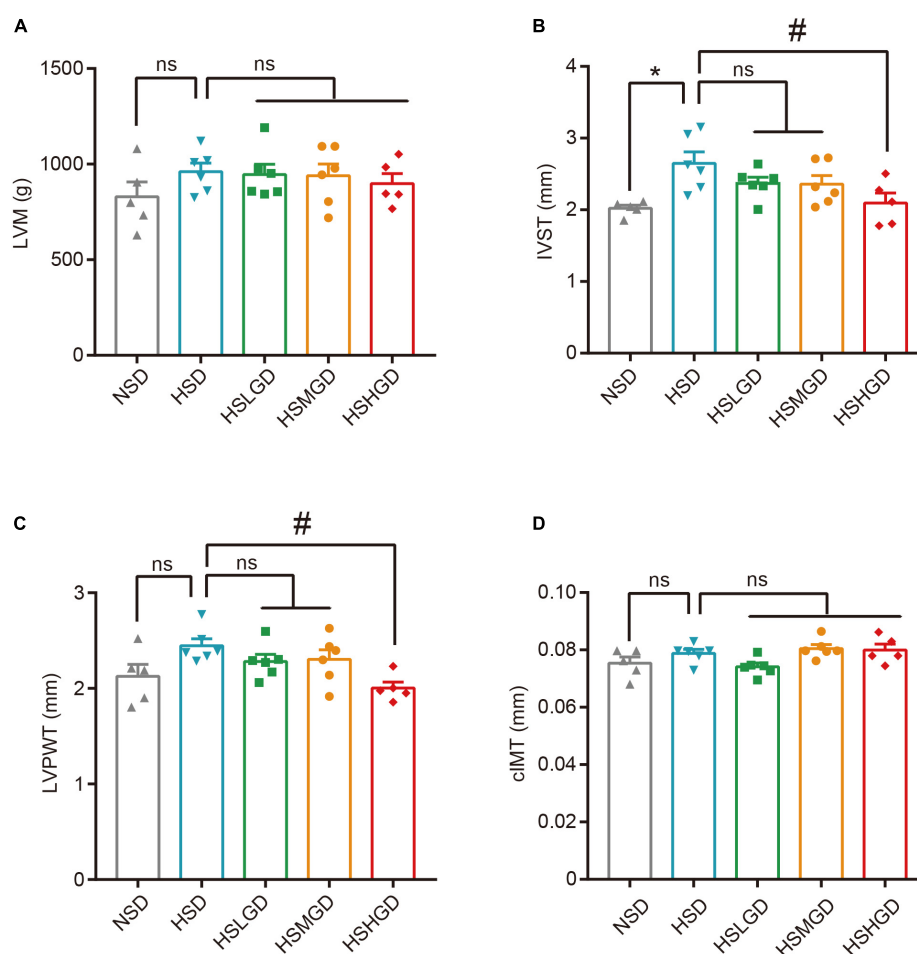 A
ns
ns
1500
1000
500
0
LVM (g)
NSD
HSD
HSLGD
HSMGD
HSHGD
B
#
*
ns
4
3
2
1
0
IVST (mm)
NSD
HSD
HSLGD
HSMGD
HSHGD
C
#
ns
ns
3
2
1
0
LVPWT (mm)
NSD
HSD
HSLGD
HSMGD
HSHGD
D
ns
ns
0.10
0.08
0.06
0.04
0.02
0
cIMT (mm)
NSD
HSD
HSLGD
HSMGD
HSHGD